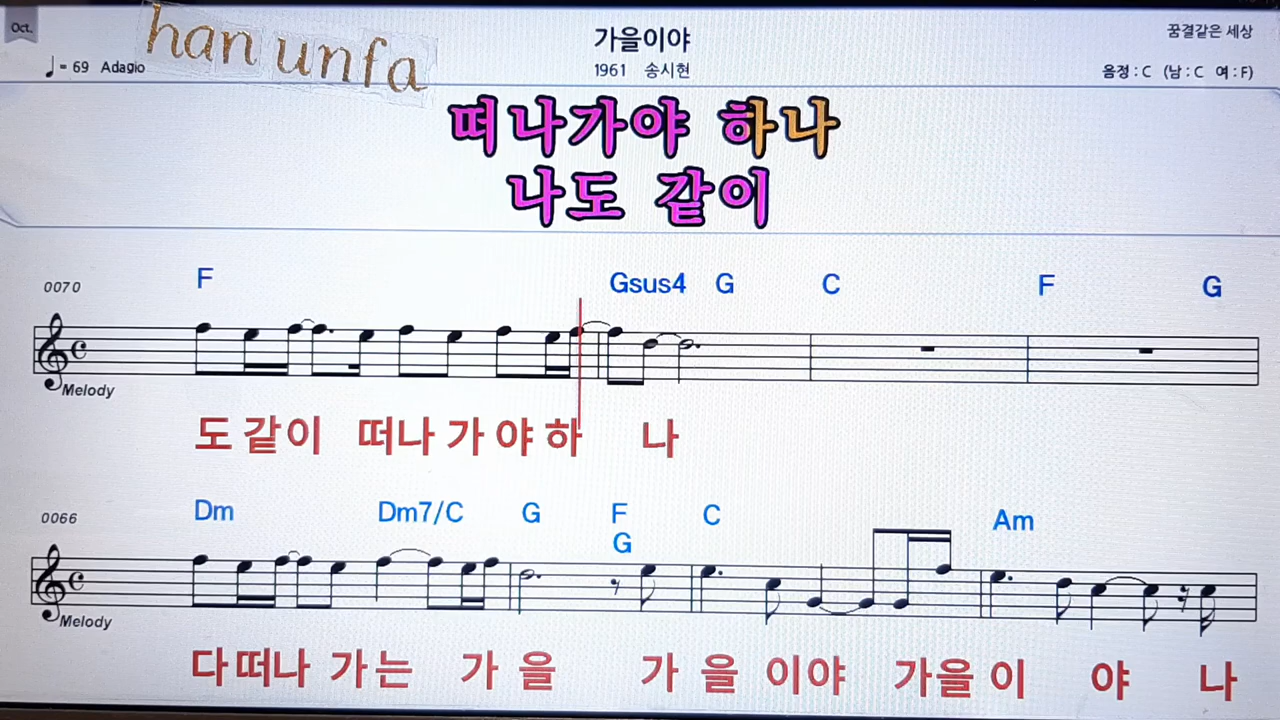 Oct.
han unfa
가을이야
꿈결같은 세상
♩= 69 Adagio
1961 송시현
음정 : C (남 : C 여 : F)
떠나가야 하나
나도 같이
0070 F Gsus4 G C F G
Melody
도 같이 떠나 가 야 하 나
0066 Dm Dm7/C G F C Am
G
Melody
다 떠나 가는 가 을 가 을 이야 가을 이 야 나